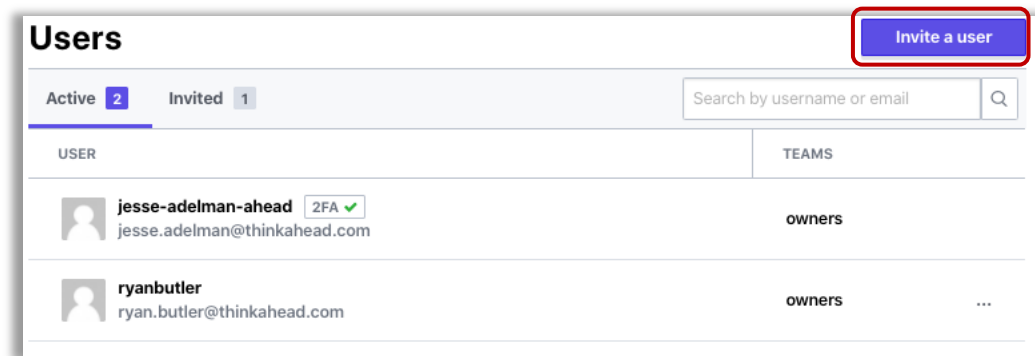 Users
Invite a user
Active 2 Invited 1
Search by username or email
USER TEAMS
jesse-adelman-ahead 2FA ✔
jesse.adelman@thinkahead.com
owners
ryanbutler
ryan.butler@thinkahead.com
owners ...